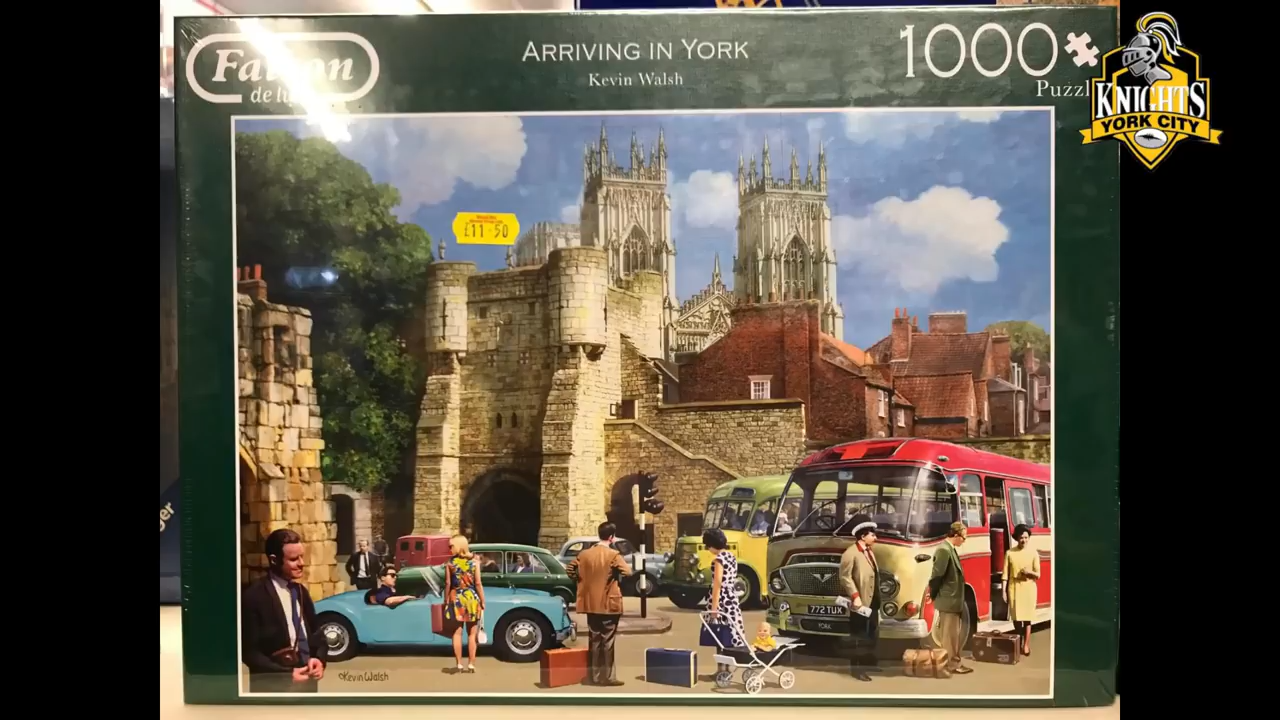 Falcon
de lu
ARRIVING IN YORK
Kevin Walsh
1000
Puzzl
KNIGHTS
YORK CITY
£11·50
772 TUX
YORK
©Kevin Walsh